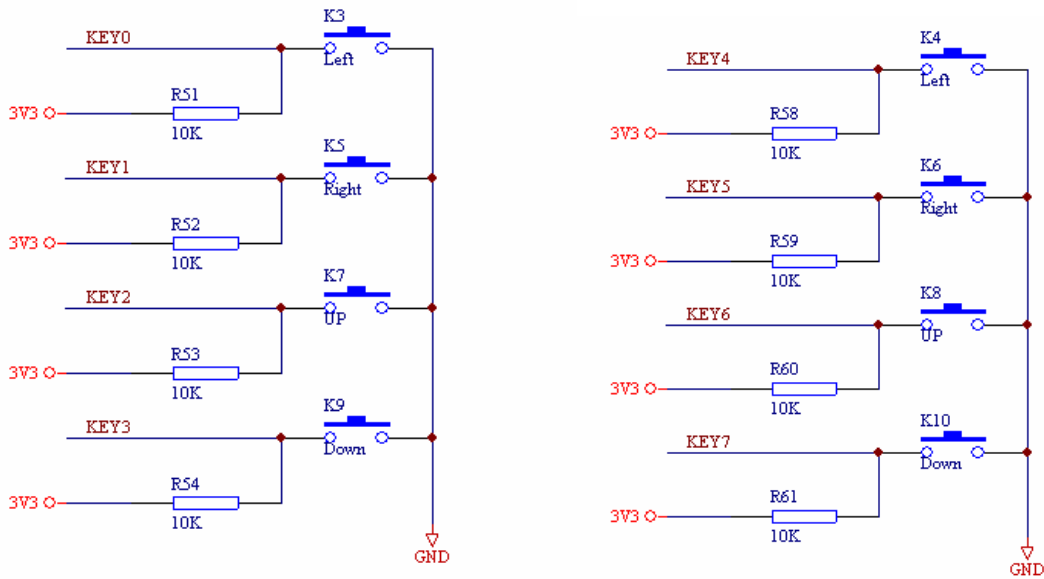 K3
KEY0
Left
R51
3V3
10K
K5
KEY1
Right
R52
3V3
10K
K7
KEY2
UP
R53
3V3
10K
K9
KEY3
Down
R54
3V3
10K
GND
K4
KEY4
Left
R58
3V3
10K
K6
KEY5
Right
R59
3V3
10K
K8
KEY6
UP
R60
3V3
10K
K10
KEY7
Down
R61
3V3
10K
GND